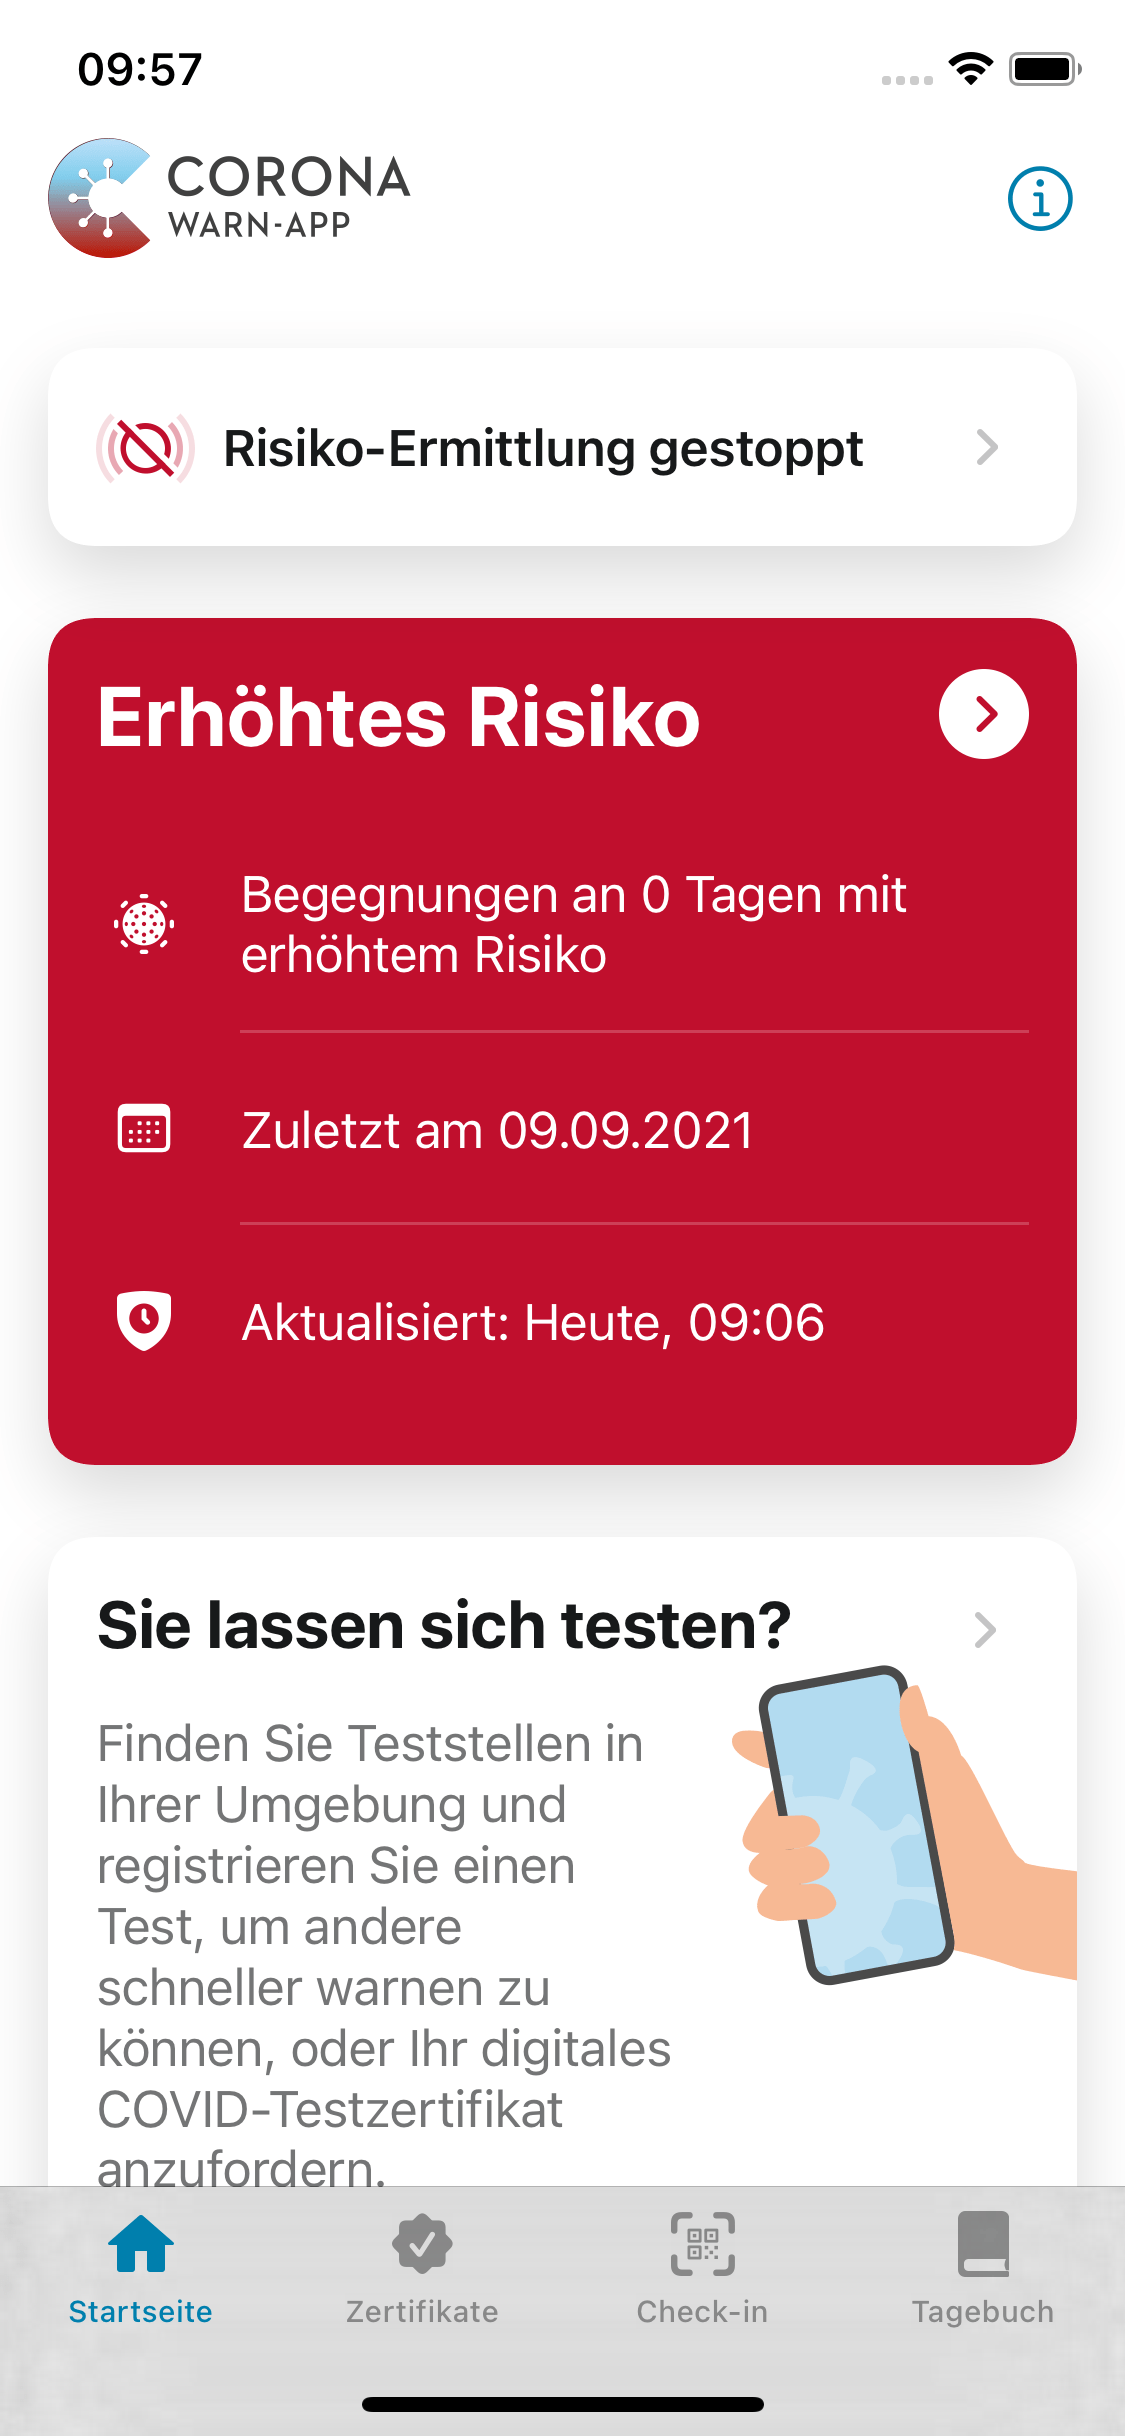 09:57
CORONA
WARN-APP
Risiko-Ermittlung gestoppt
Erhöhtes Risiko
Begegnungen an 0 Tagen mit
erhöhtem Risiko
Zuletzt am 09.09.2021
Aktualisiert: Heute, 09:06
Sie lassen sich testen?
Finden Sie Teststellen in
Ihrer Umgebung und
registrieren Sie einen
Test, um andere
schneller warnen zu
können, oder Ihr digitales
COVID-Testzertifikat
anzufordern.
Startseite
Zertifikate
Check-in
Tagebuch